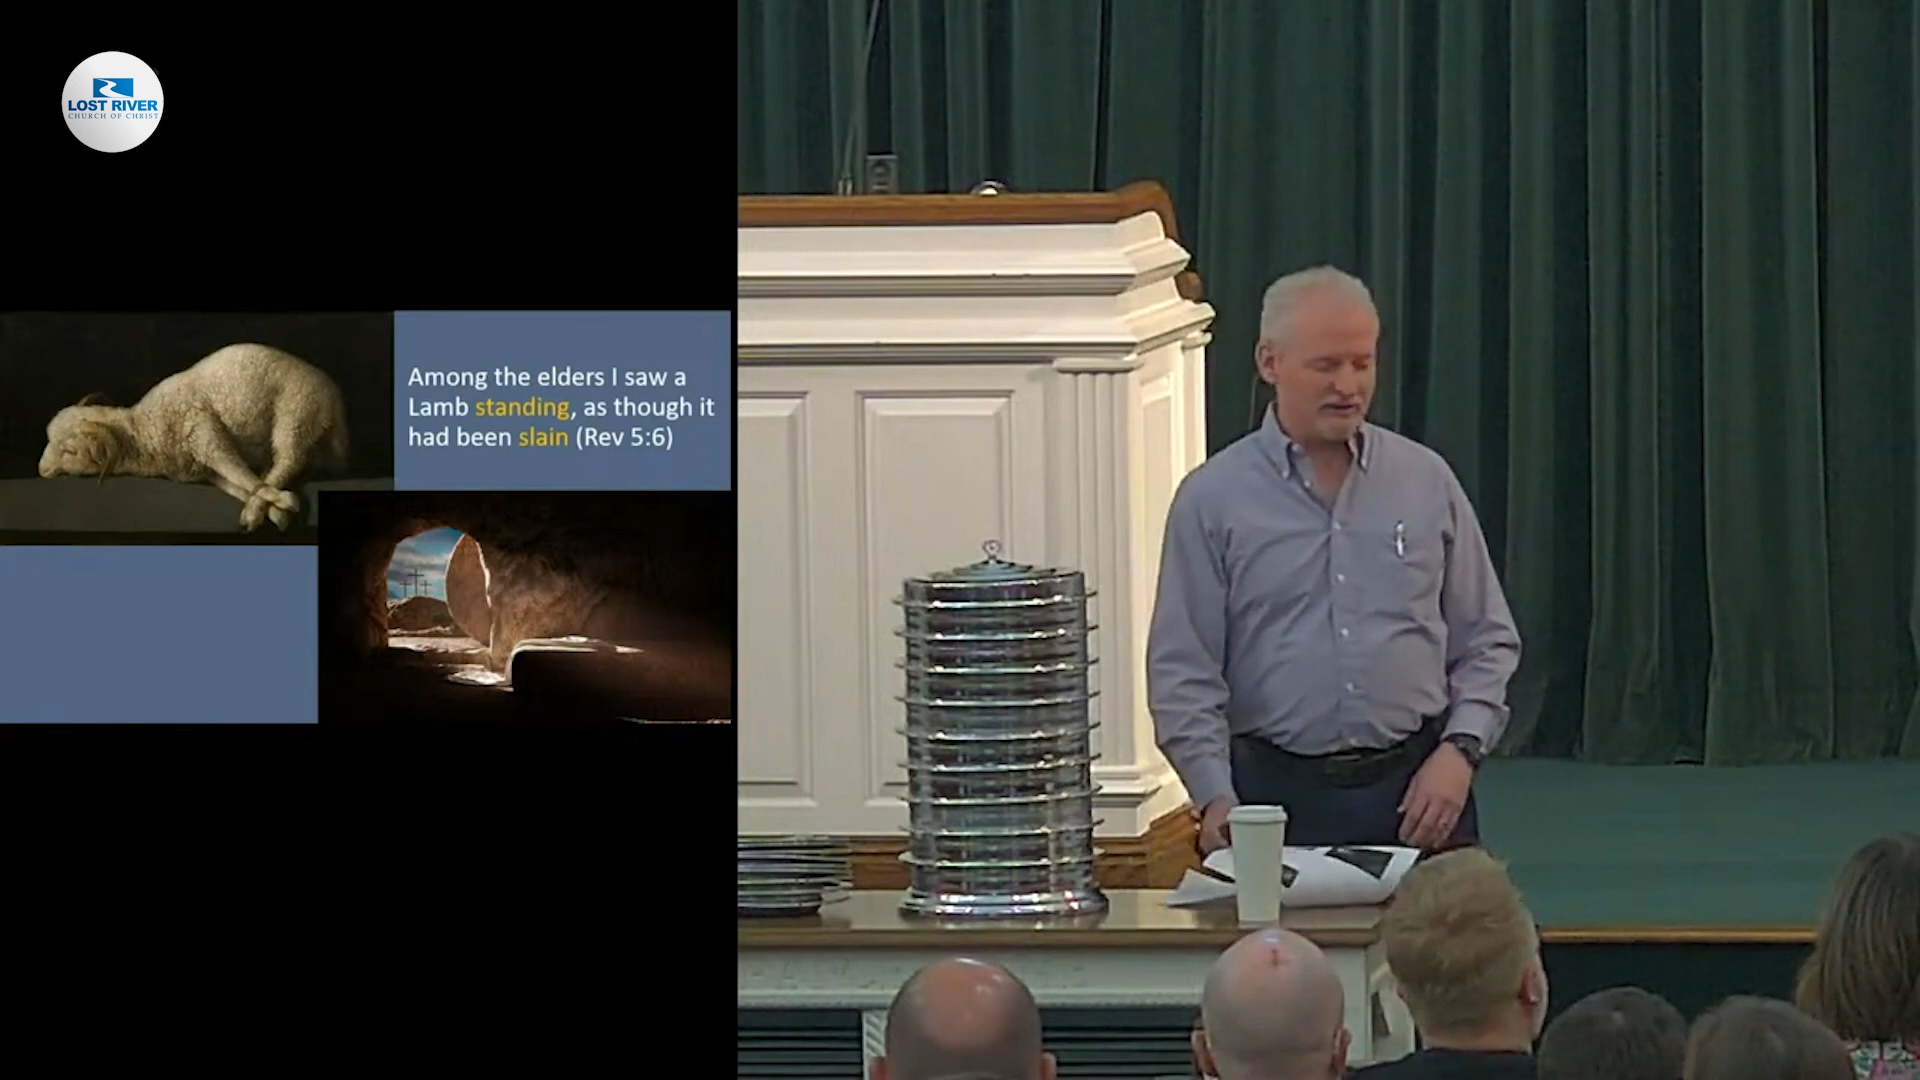 LOST RIVER
CHURCH OF CHRIST
Among the elders I saw a
Lamb standing, as though it
had been slain (Rev 5:6)